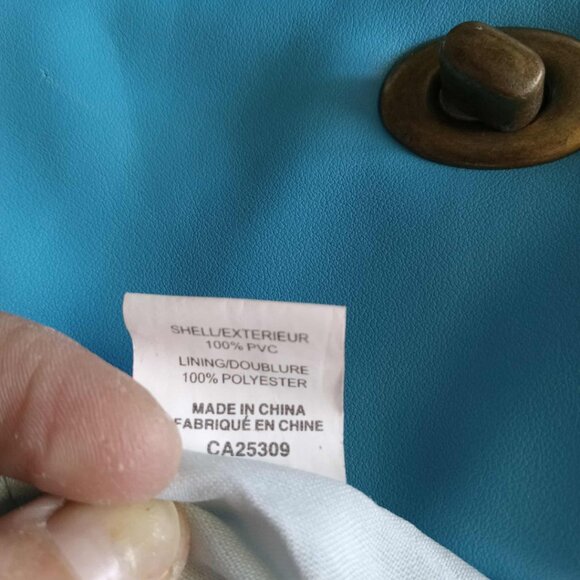 SHELL/EXTERIEUR
100% PVC
LINING/DOUBLURE
100% POLYESTER
MADE IN CHINA
FABRIQUÉ EN CHINE
CA25309